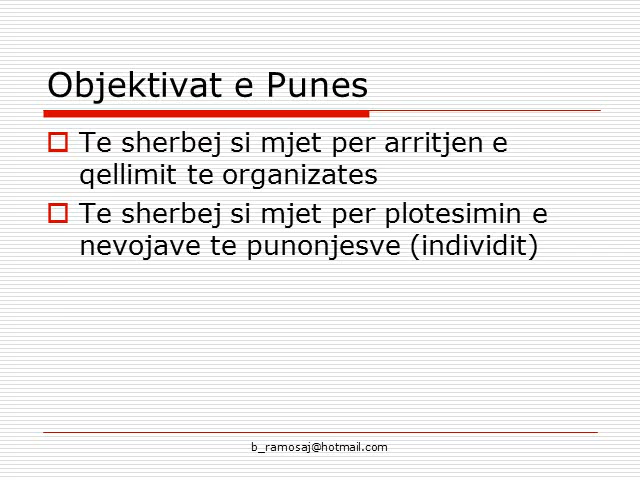 Objektivat e Punes
Te sherbej si mjet per arritjen e
qellimit te organizates
Te sherbej si mjet per plotesimin e
nevojave te punonjesve (individit)
b_ramosaj@hotmail.com